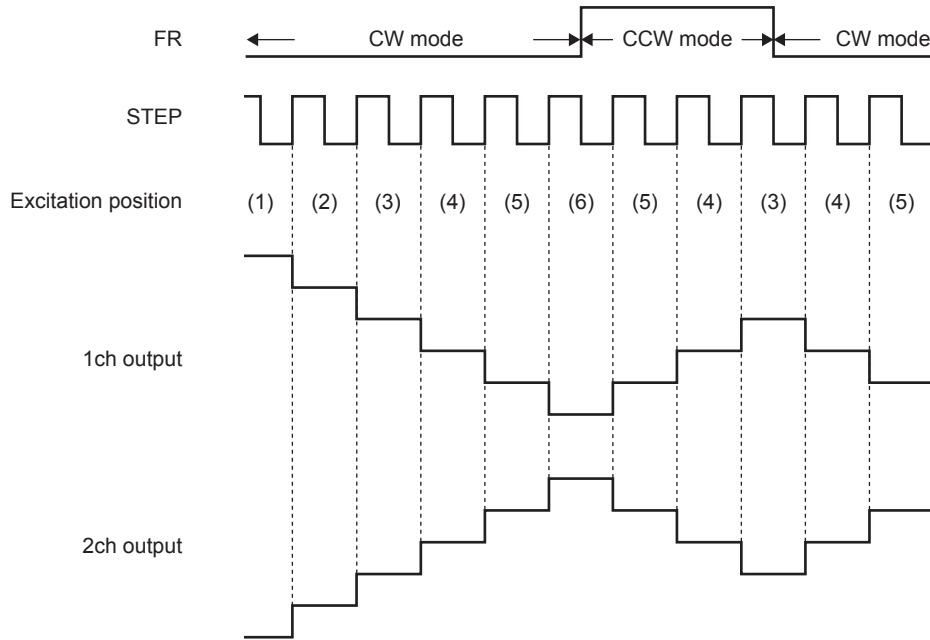 FR
CW mode
CCW mode
CW mode
STEP
Excitation position
(1) (2) (3) (4) (5) (6) (5) (4) (3) (4) (5)
1ch output
2ch output